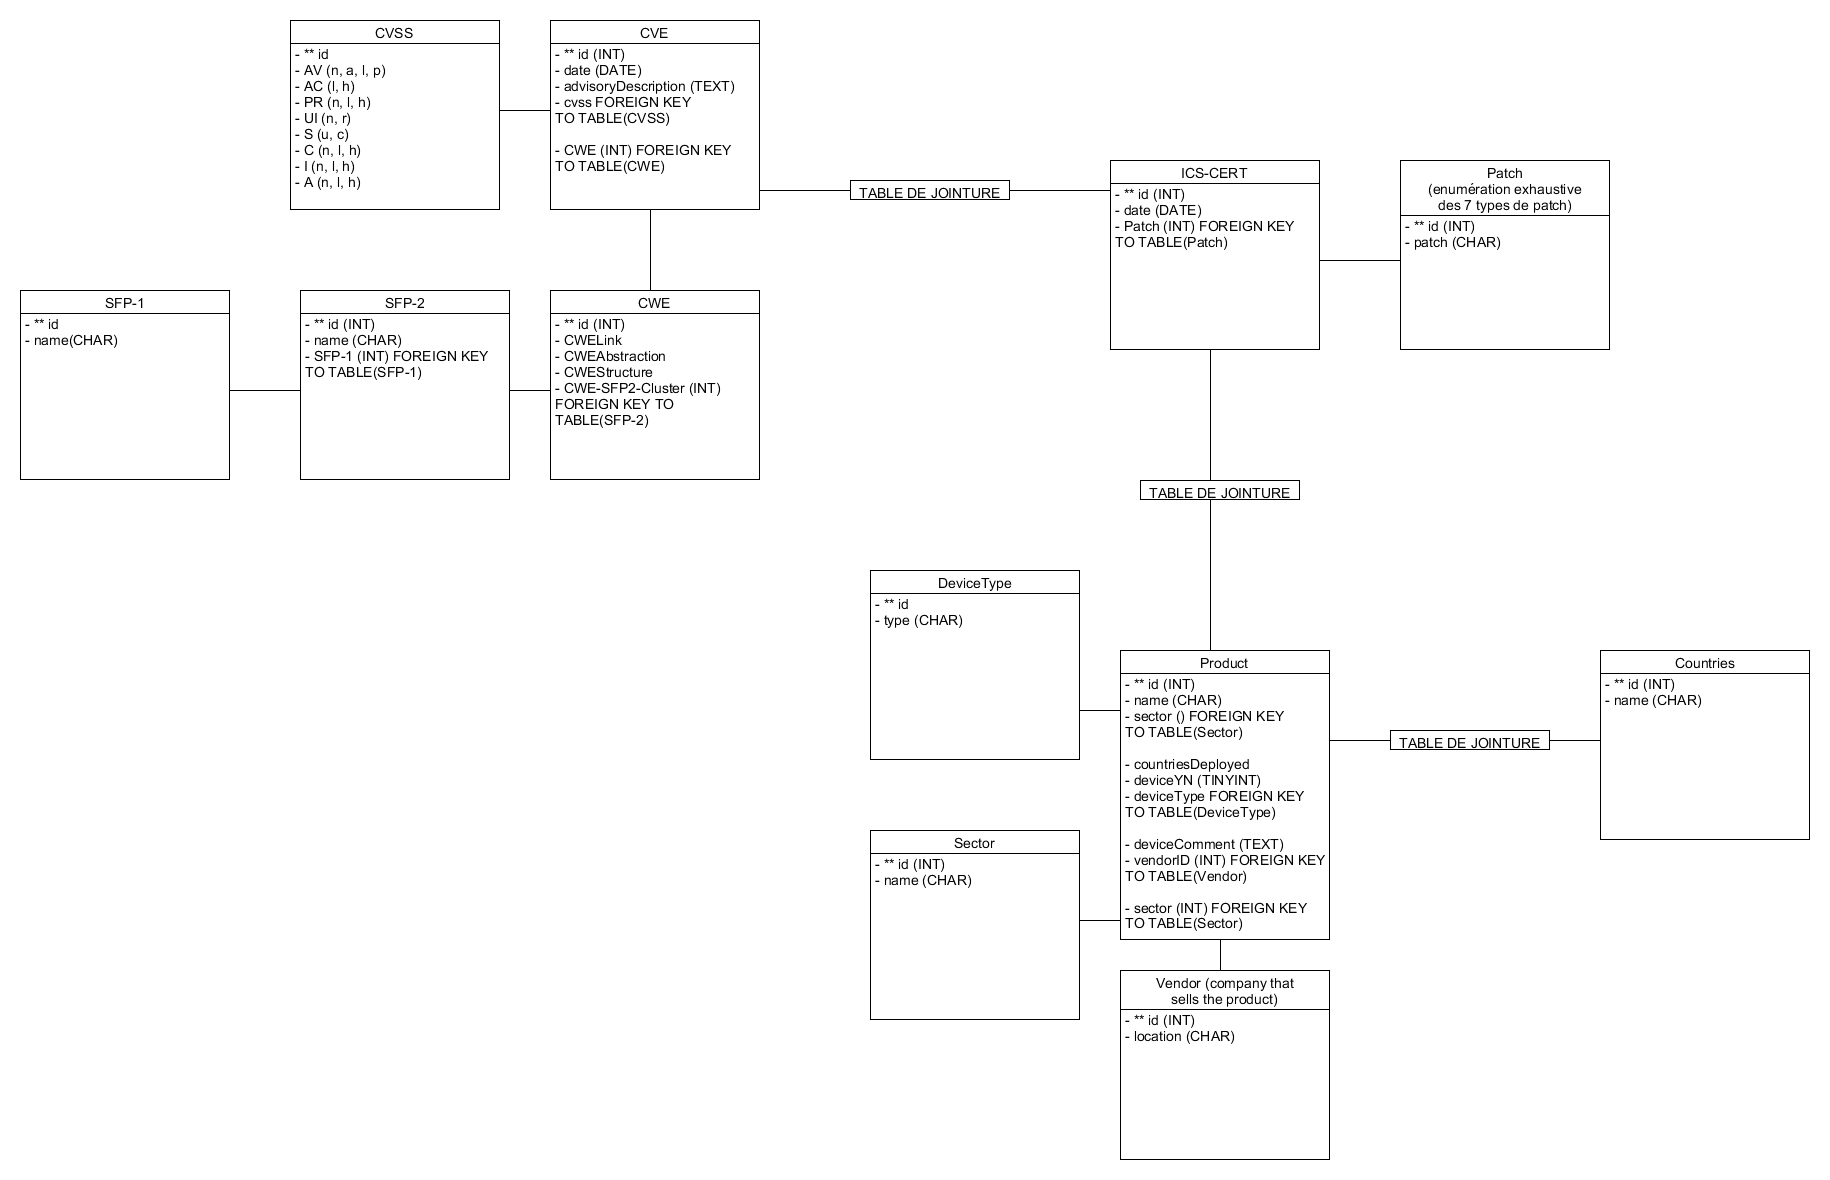 CVSS
- ** id
- AV (n, a, l, p)
- AC (l, h)
- PR (n, l, h)
- UI (n, r)
- S (u, c)
- C (n, l, h)
- I (n, l, h)
- A (n, l, h)
CVE
- ** id (INT)
- date (DATE)
- advisoryDescription (TEXT)
- cvss FOREIGN KEY
TO TABLE(CVSS)
- CWE (INT) FOREIGN KEY
TO TABLE(CWE)
TABLE DE JOINTURE
ICS-CERT
- ** id (INT)
- date (DATE)
- Patch (INT) FOREIGN KEY
TO TABLE(Patch)
Patch
(enumération exhaustive
des 7 types de patch)
- ** id (INT)
- patch (CHAR)
SFP-1
- ** id
- name(CHAR)
SFP-2
- ** id (INT)
- name (CHAR)
- SFP-1 (INT) FOREIGN KEY
TO TABLE(SFP-1)
CWE
- ** id (INT)
- CWELink
- CWEAbstraction
- CWEStructure
- CWE-SFP2-Cluster (INT)
FOREIGN KEY TO
TABLE(SFP-2)
TABLE DE JOINTURE
DeviceType
- ** id
- type (CHAR)
Product
- ** id (INT)
- name (CHAR)
- sector () FOREIGN KEY
TO TABLE(Sector)
- countriesDeployed
- deviceYN (TINYINT)
- deviceType FOREIGN KEY
TO TABLE(DeviceType)
- deviceComment (TEXT)
- vendorID (INT) FOREIGN KEY
TO TABLE(Vendor)
- sector (INT) FOREIGN KEY
TO TABLE(Sector)
TABLE DE JOINTURE
Countries
- ** id (INT)
- name (CHAR)
Sector
- ** id (INT)
- name (CHAR)
Vendor (company that
sells the product)
- ** id (INT)
- location (CHAR)